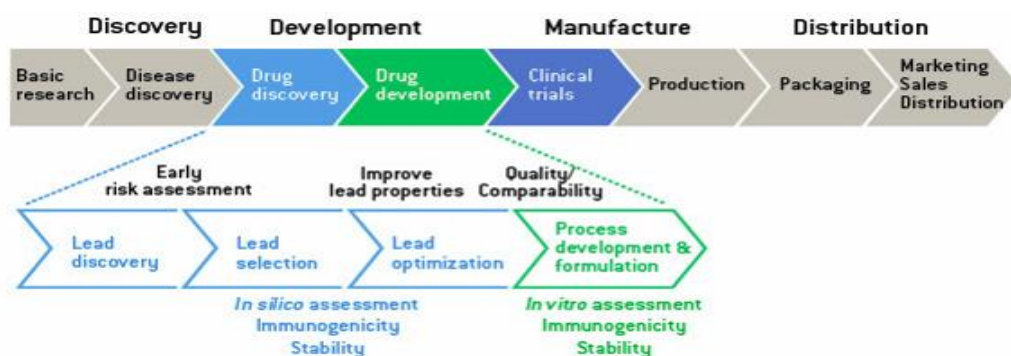 Discovery Development Manufacture Distribution
Basic
research
Disease
discovery
Drug
discovery
Drug
development
Clinical
trials
Production
Packaging
Marketing
Sales
Distribution
Early
risk assessment
Improve
lead properties
Quality/
Comparability
Lead
discovery
Lead
selection
Lead
optimization
Process
development &
formulation
In silico assessment
Immunogenicity
Stability
In vitro assessment
Immunogenicity
Stability